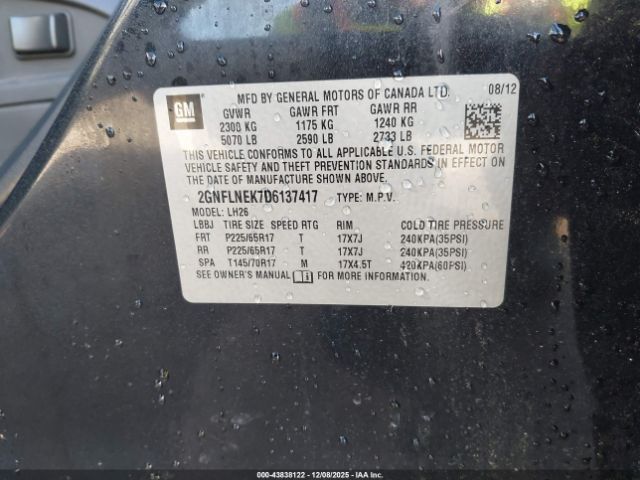 GM
MFD BY GENERAL MOTORS OF CANADA LTD. 08/12
GVWR GAWR FRT GAWR RR
2300 KG 1175 KG 1240 KG
5070 LB 2590 LB 2733 LB
THIS VEHICLE CONFORMS TO ALL APPLICABLE U.S. FEDERAL MOTOR
VEHICLE SAFETY AND THEFT PREVENTION STANDARDS IN EFFECT ON
THE DATE OF MANUFACTURE SHOWN ABOVE.
2GNFLNEK7D6137417 TYPE: M.P.V.
MODEL: LH26
LBBJ TIRE SIZE SPEED RTG RIM COLD TIRE PRESSURE
FRT P225/65R17 T 17X7J 240KPA(35PSI)
RR P225/65R17 T 17X7J 240KPA(35PSI)
SPA T145/70R17 M 17X4.5T 420KPA(60PSI)
SEE OWNER'S MANUAL i FOR MORE INFORMATION.
000-43838122 - 12/08/2025 - COPART